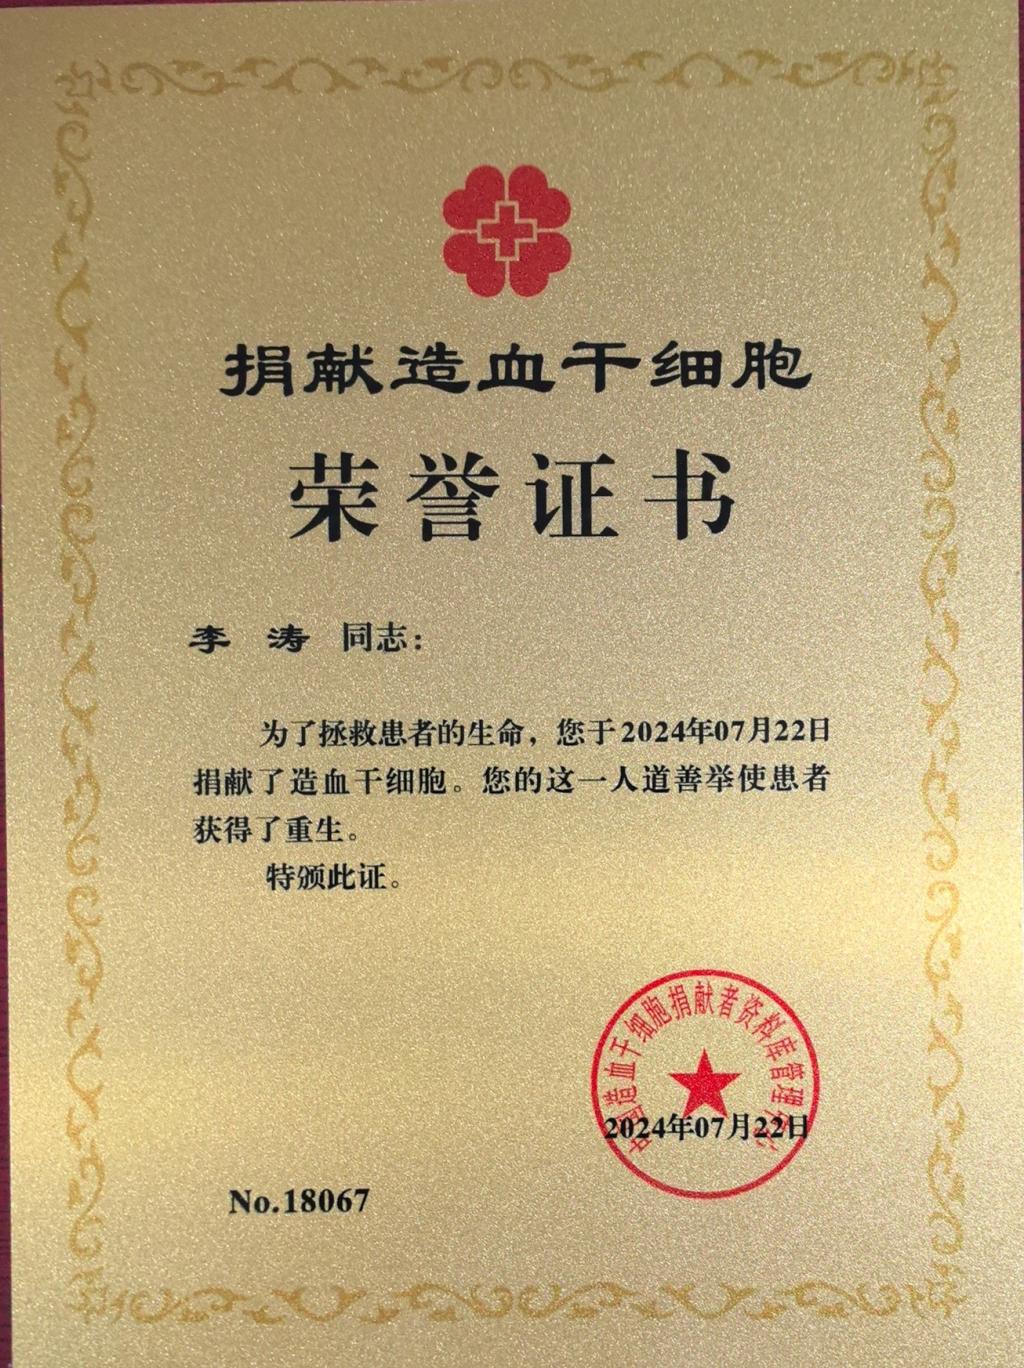 捐献造血干细胞
荣誉证书
李 涛 同志：
为了拯救患者的生命，您于2024年07月22日
捐献了造血干细胞。您的这一人道善举使患者
获得了重生。
特颁此证。
中国造血干细胞捐献者资料库管理中心
2024年07月22日
No.18067